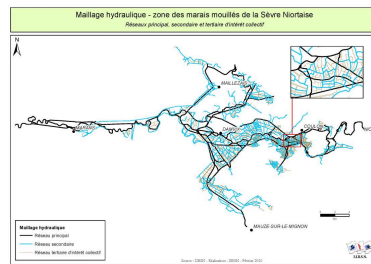 Maillage hydraulique - zone des marais mouillés de la Sèvre Niortaise
Réseaux principal, secondaire et tertiaire d'intérêt collectif
N
MAILLEZAIS
MARANS
DAMVIX
COULON
MAUZE-SUR-LE-MIGNON
Maillage hydraulique
Réseau principal
Réseau secondaire
Réseau tertiaire d'intérêt collectif